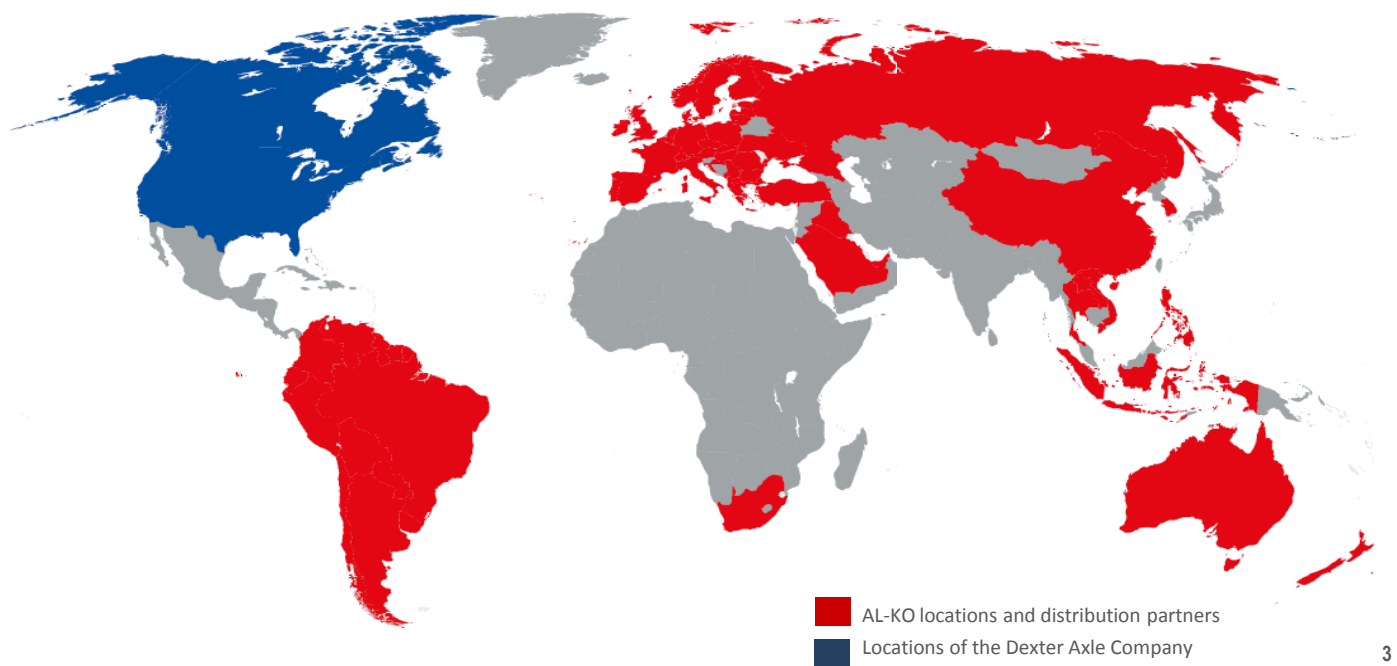 AL-KO locations and distribution partners
Locations of the Dexter Axle Company
3